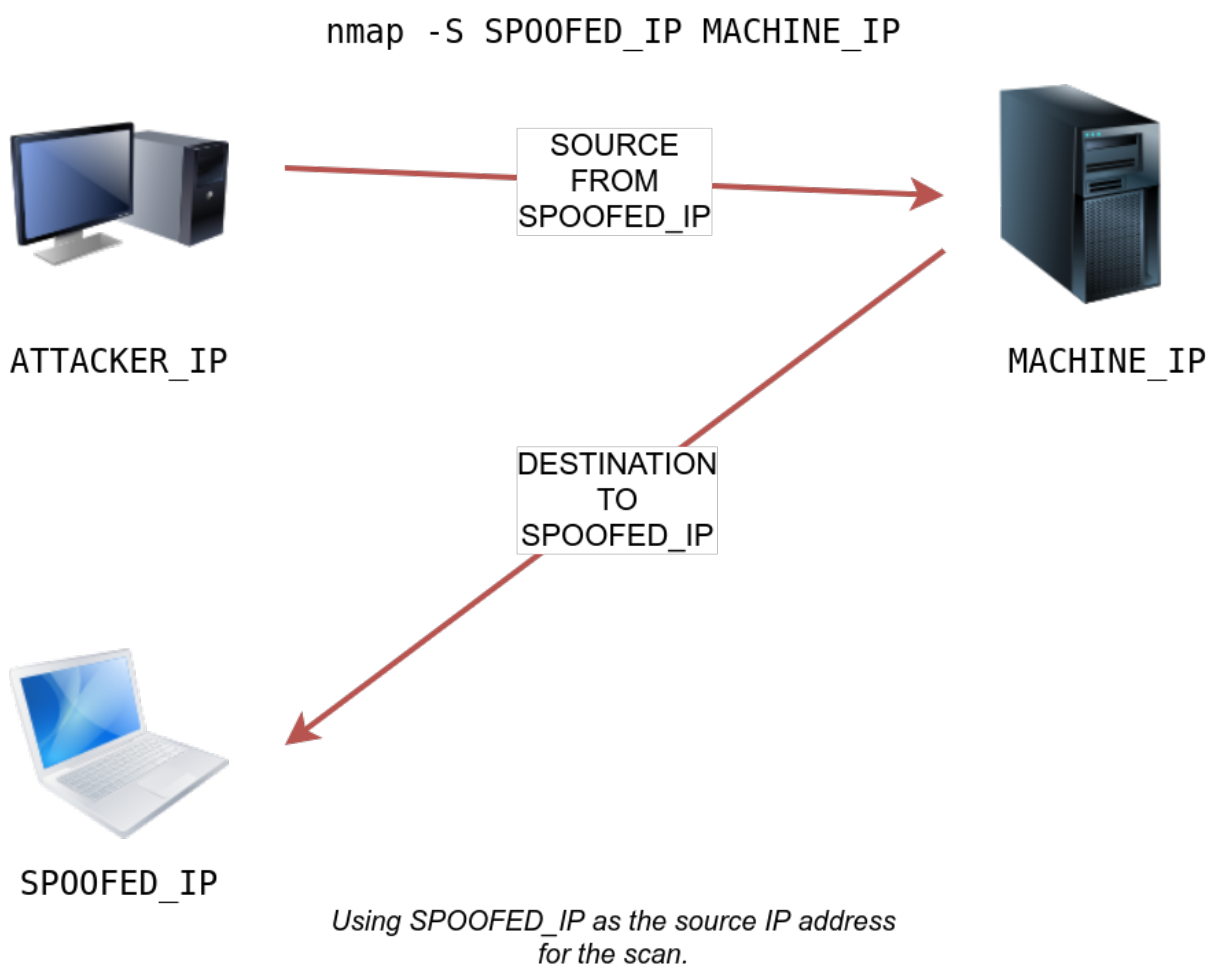 nmap -S SPOOFED_IP MACHINE_IP
SOURCE
FROM
SPOOFED_IP
ATTACKER_IP
MACHINE_IP
DESTINATION
TO
SPOOFED_IP
SPOOFED_IP
Using SPOOFED_IP as the source IP address
for the scan.